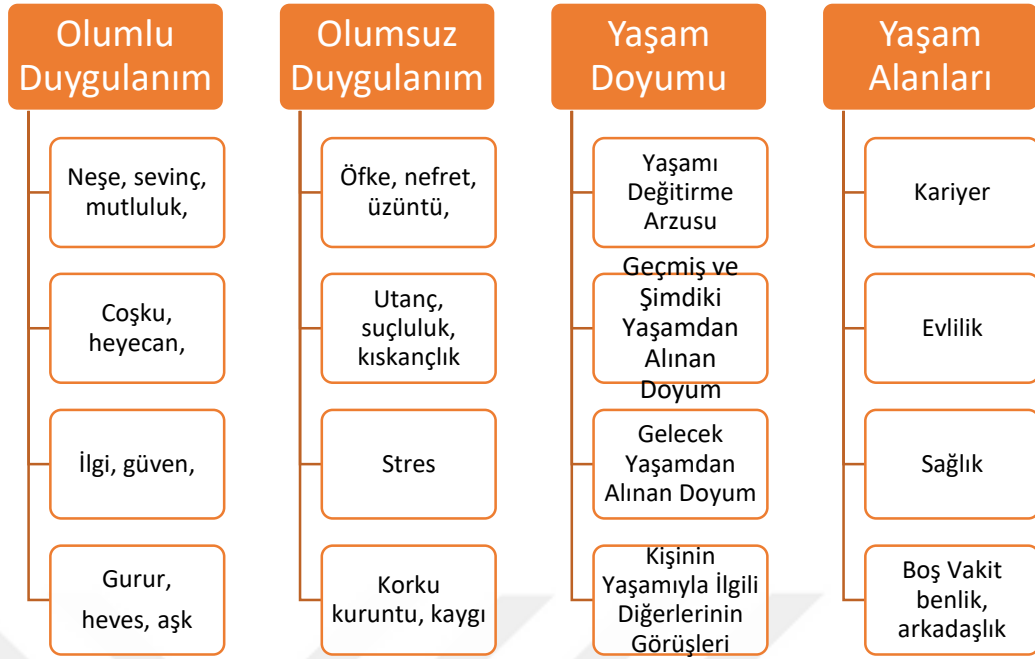 Olumlu
Duygulanım
Neşe, sevinç,
mutluluk,
Coşku,
heyecan,
İlgi, güven,
Gurur,
heves, aşk
Olumsuz
Duygulanım
Öfke, nefret,
üzüntü,
Utanç,
suçluluk,
kıskançlık
Stres
Korku
kuruntu, kaygı
Yaşam
Doyumu
Yaşamı
Değitirme
Arzusu
Geçmiş ve
Şimdiki
Yaşamdan
Alınan
Doyum
Gelecek
Yaşamdan
Alınan Doyum
Kişinin
Yaşamıyla İlgili
Diğerlerinin
Görüşleri
Yaşam
Alanları
Kariyer
Evlilik
Sağlık
Boş Vakit
benlik,
arkadaşlık